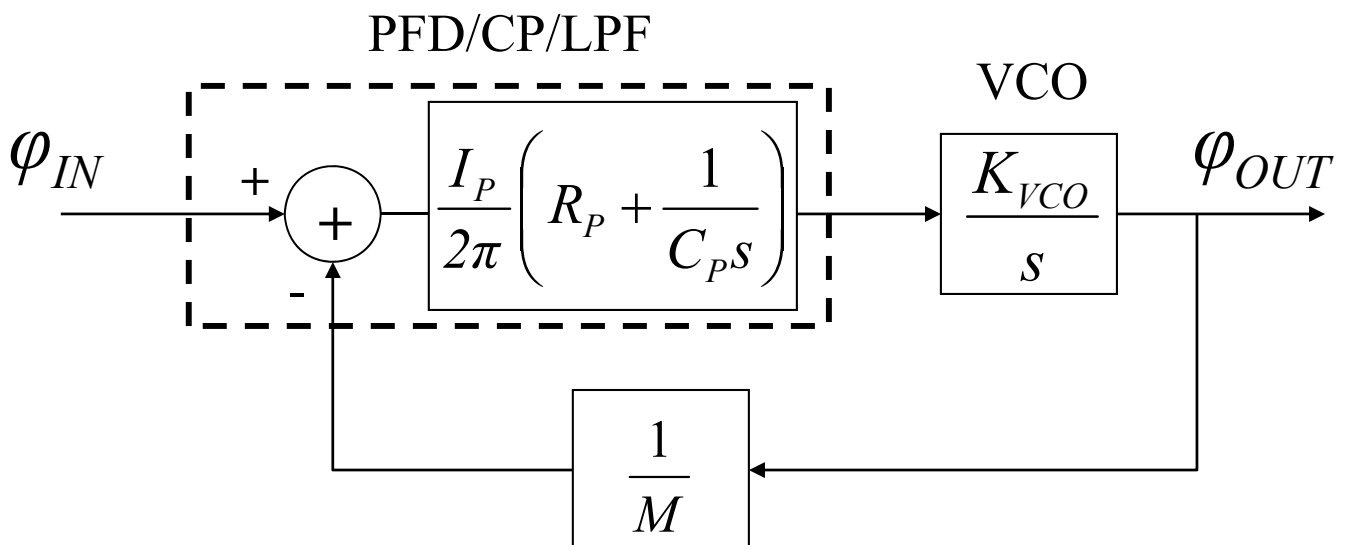 PFD/CP/LPF
VCO
φ_IN
+
+
-
I_P/2π (R_P + 1/(C_P s))
K_VCO/s
φ_OUT
1/M